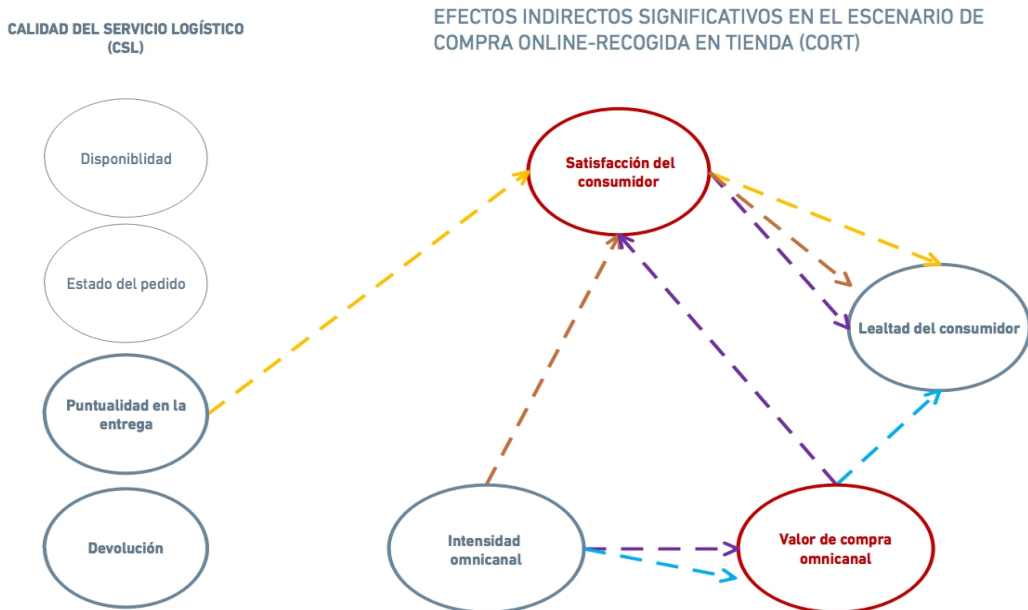 CALIDAD DEL SERVICIO LOGÍSTICO
(CSL)
EFECTOS INDIRECTOS SIGNIFICATIVOS EN EL ESCENARIO DE
COMPRA ONLINE-RECOGIDA EN TIENDA (CORT)
Disponiblidad
Satisfacción del
consumidor
Estado del pedido
Lealtad del consumidor
Puntualidad en la
entrega
Devolución
Intensidad
omnicanal
Valor de compra
omnicanal